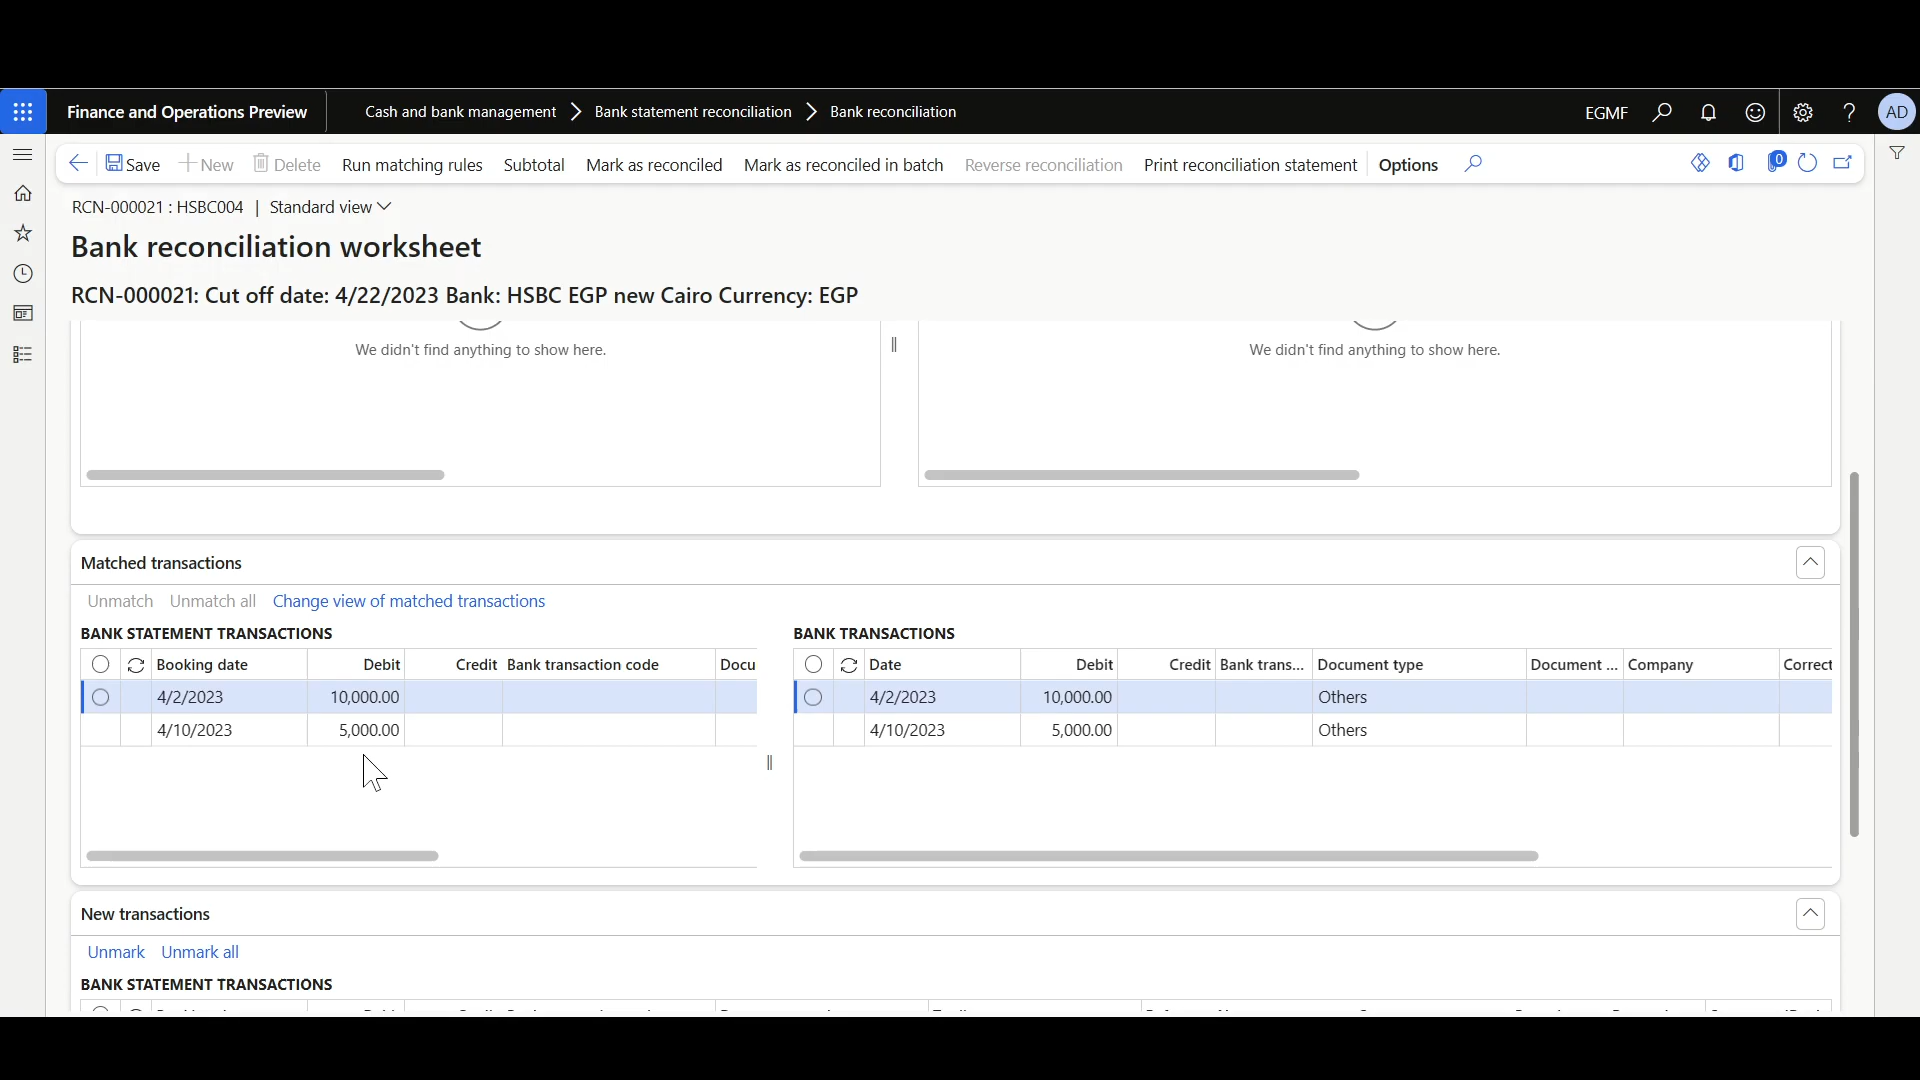 Finance and Operations Preview
Cash and bank management
Bank statement reconciliation
Bank reconciliation
EGMF
AD
Save
New
Delete
Run matching rules
Subtotal
Mark as reconciled
Mark as reconciled in batch
Reverse reconciliation
Print reconciliation statement
Options
0
RCN-000021 : HSBC004 | Standard view
Bank reconciliation worksheet
RCN-000021: Cut off date: 4/22/2023 Bank: HSBC EGP new Cairo Currency: EGP
We didn't find anything to show here.
We didn't find anything to show here.
Matched transactions
Unmatch Unmatch all Change view of matched transactions
BANK STATEMENT TRANSACTIONS
Booking date Debit Credit Bank transaction code Docu
4/2/2023 10,000.00
4/10/2023 5,000.00
BANK TRANSACTIONS
Date Debit Credit Bank trans... Document type Document ... Company Correct
4/2/2023 10,000.00 Others
4/10/2023 5,000.00 Others
New transactions
Unmark Unmark all
BANK STATEMENT TRANSACTIONS